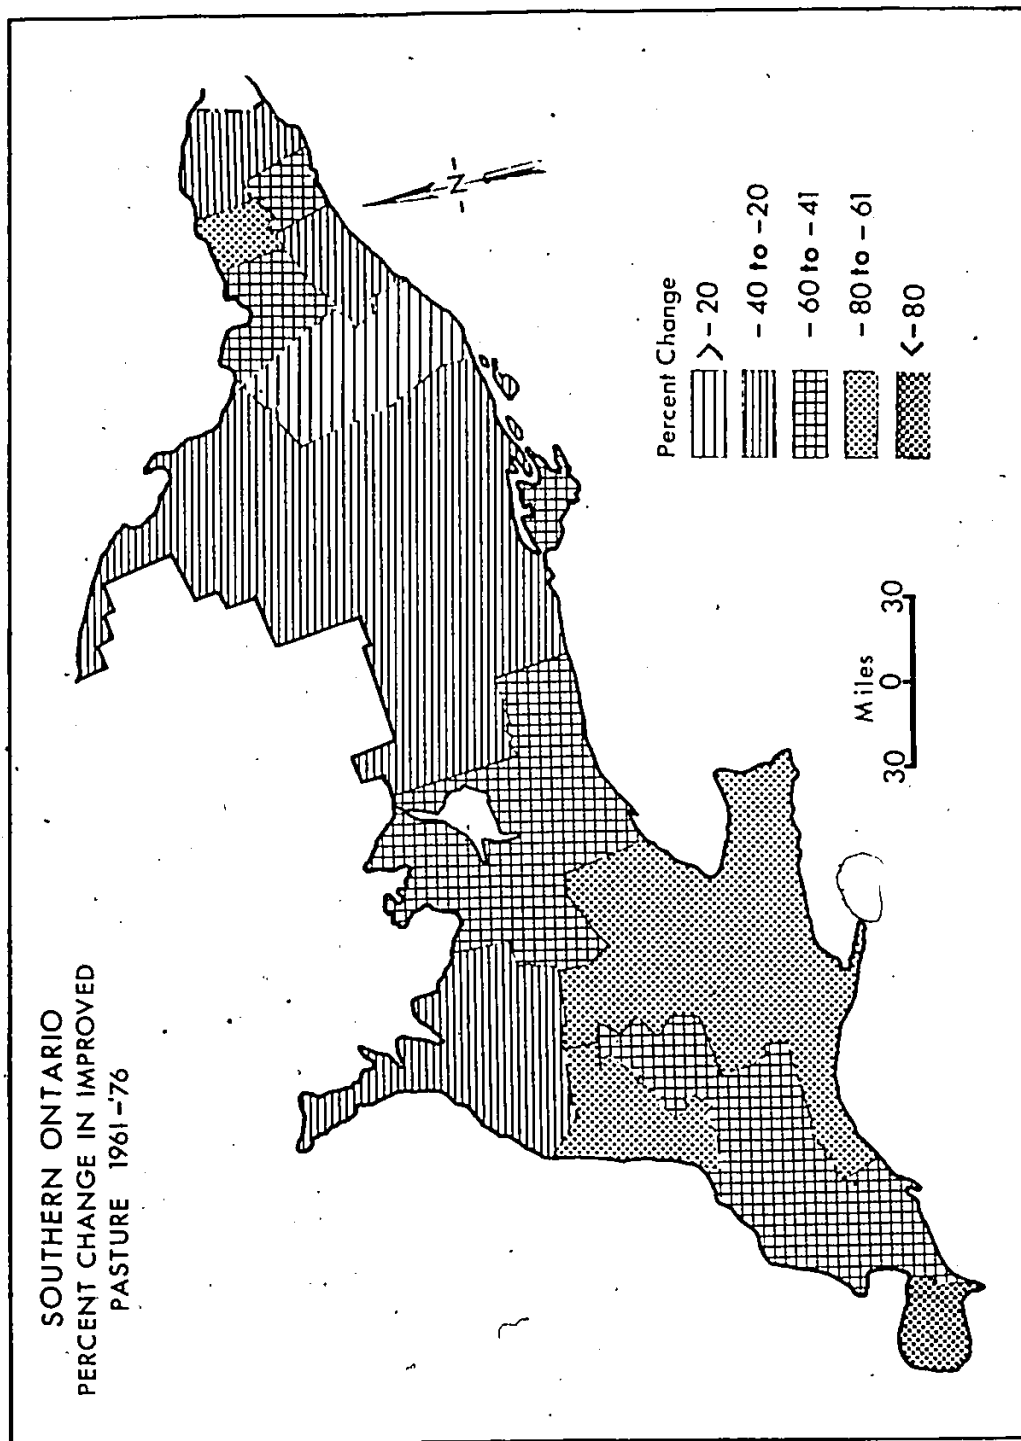 SOUTHERN ONTARIO
PERCENT CHANGE IN IMPROVED
PASTURE 1961-'76
-N-
Percent Change
>-20
-40 to -20
-60 to -41
-80 to -61
<-80
Miles
30 0 30